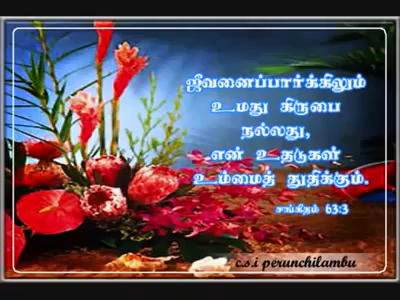 ஜீவனைப்பார்க்கிலும்
உமது கிருபை
நல்லது,
என் உதடுகள்
உம்மைத் துதிக்கும்.
சங்கீதம் 63:3
c.s.i perunchilambu